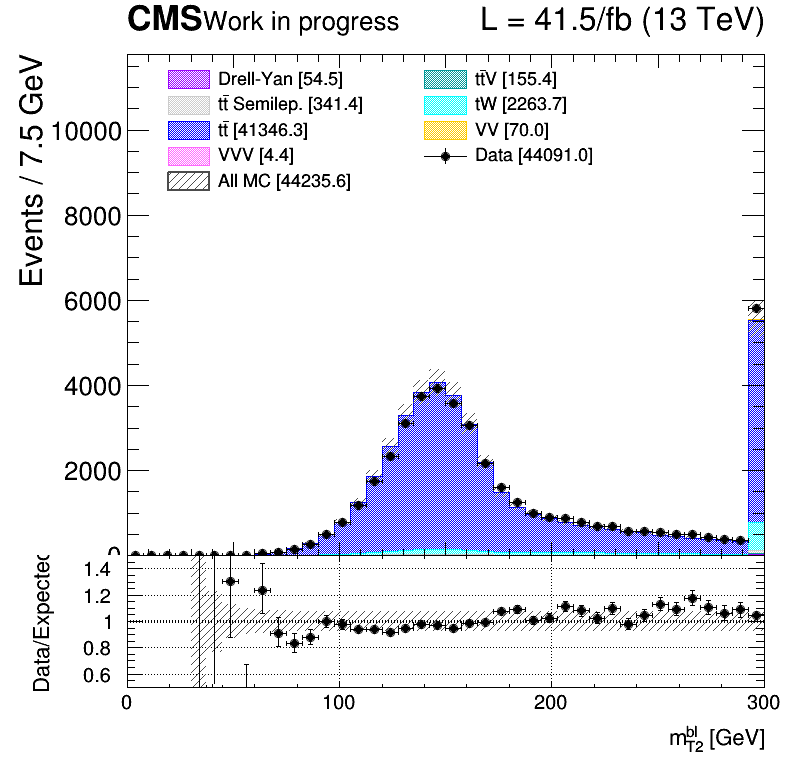 CMS Work in progress L = 41.5/fb (13 TeV)
Drell-Yan [54.5] tt̄V [155.4]
tt̄ Semilep. [341.4] tW [2263.7]
tt̄ [41346.3] VV [70.0]
VVV [4.4] Data [44091.0]
All MC [44235.6]
Events / 7.5 GeV
10000
8000
6000
4000
2000
0
Data/Expected
1.4
1.2
1
0.8
0.6
0 100 200 300
m_{T2}^{bl} [GeV]